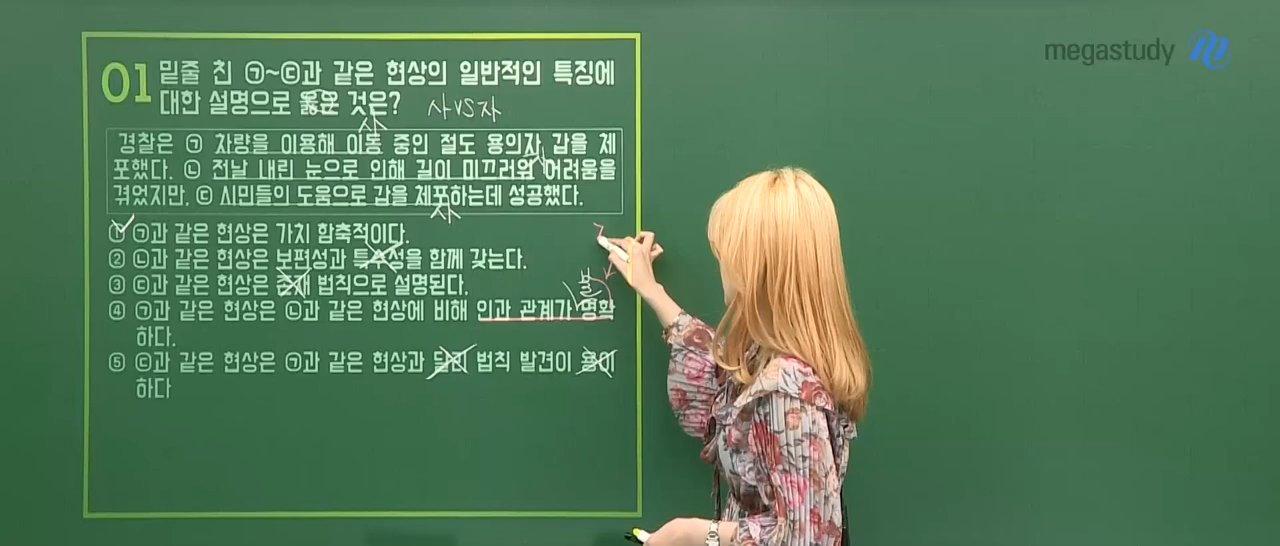 megastudy
01 밑줄 친 ㉠~㉢과 같은 현상의 일반적인 특징에
대한 설명으로 옳은 것은? 사VS자
사
경찰은 ㉠ 차량을 이용해 이동 중인 절도 용의자 갑을 체
포했다. ㉡ 전날 내린 눈으로 인해 길이 미끄러워 어려움을
겪었지만, ㉢ 시민들의 도움으로 갑을 체포하는데 성공했다.
사
① ㉠과 같은 현상은 가치 함축적이다.
② ㉡과 같은 현상은 보편성과 특수성을 함께 갖는다.
③ ㉢과 같은 현상은 존재 법칙으로 설명된다.
불
④ ㉠과 같은 현상은 ㉡과 같은 현상에 비해 인과 관계가 명확
하다.
⑤ ㉢과 같은 현상은 ㉠과 같은 현상과 달리 법칙 발견이 용이
하다